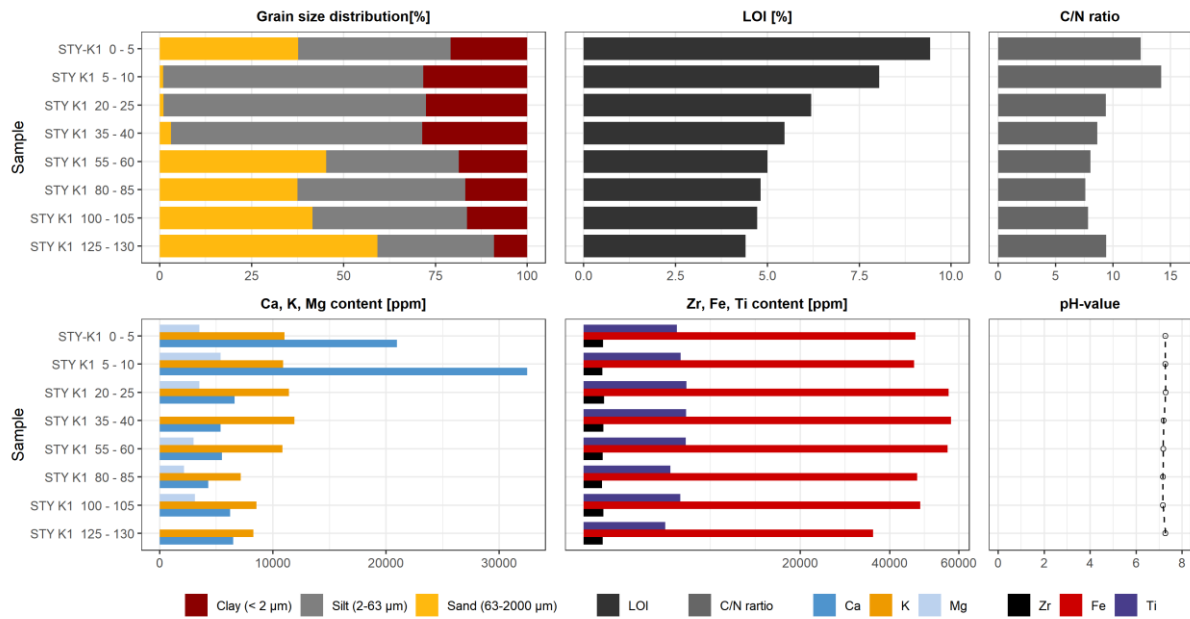 Grain size distribution[%]
LOI [%]
C/N ratio
Sample
STY-K1 0 - 5
STY K1 5 - 10
STY K1 20 - 25
STY K1 35 - 40
STY K1 55 - 60
STY K1 80 - 85
STY K1 100 - 105
STY K1 125 - 130
0 25 50 75 100
0.0 2.5 5.0 7.5 10.0
0 5 10 15
Ca, K, Mg content [ppm]
Zr, Fe, Ti content [ppm]
pH-value
Sample
STY-K1 0 - 5
STY K1 5 - 10
STY K1 20 - 25
STY K1 35 - 40
STY K1 55 - 60
STY K1 80 - 85
STY K1 100 - 105
STY K1 125 - 130
0 10000 20000 30000
20000 40000 60000
0 2 4 6 8
Clay (< 2 µm) Silt (2-63 µm) Sand (63-2000 µm) LOI C/N rartio Ca K Mg Zr Fe Ti